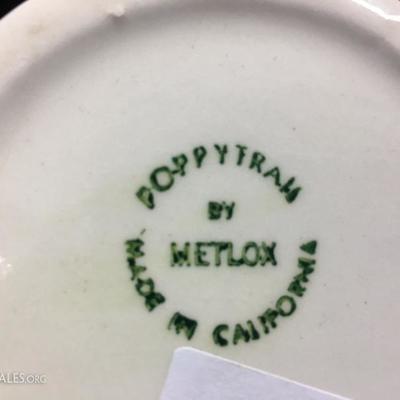 POPPYTRAIL
BY
METLOX
MADE IN CALIFORNIA
ALES.ORG